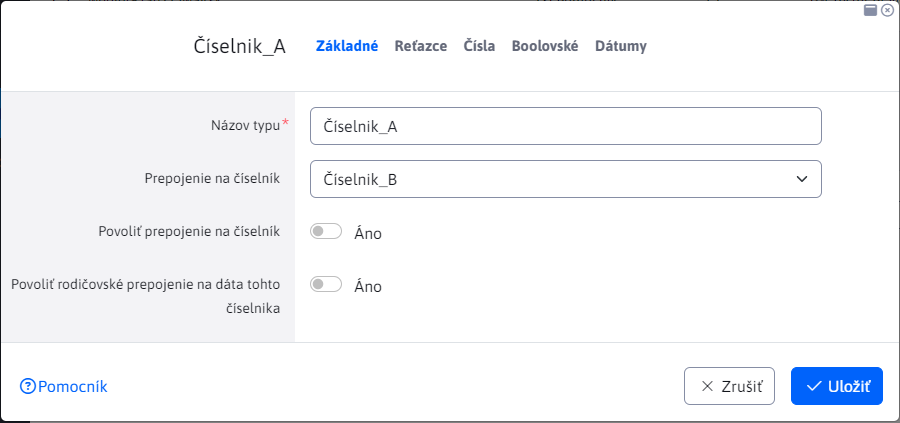 Číselnik_A Základné Reťazce Čísla Boolovské Dátumy
Názov typu* Číselnik_A
Prepojenie na číselník Číselnik_B
Povoliť prepojenie na číselník Áno
Povoliť rodičovské prepojenie na dáta tohto Áno
číselnika
Pomocník Zrušiť Uložiť